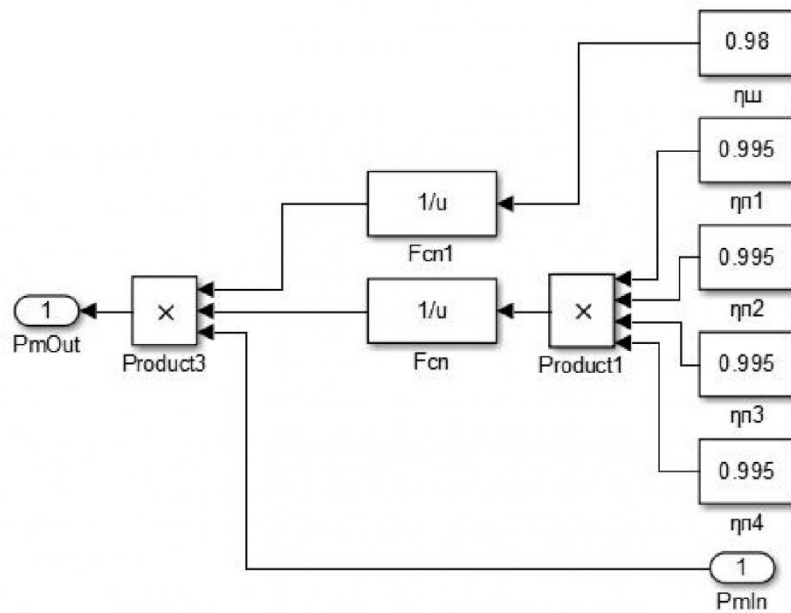 0.98
ηш
0.995
ηп1
1/u
Fcn1
0.995
ηп2
1
PmOut
×
Product3
1/u
Fcn
×
Product1
0.995
ηп3
0.995
ηп4
1
PmIn